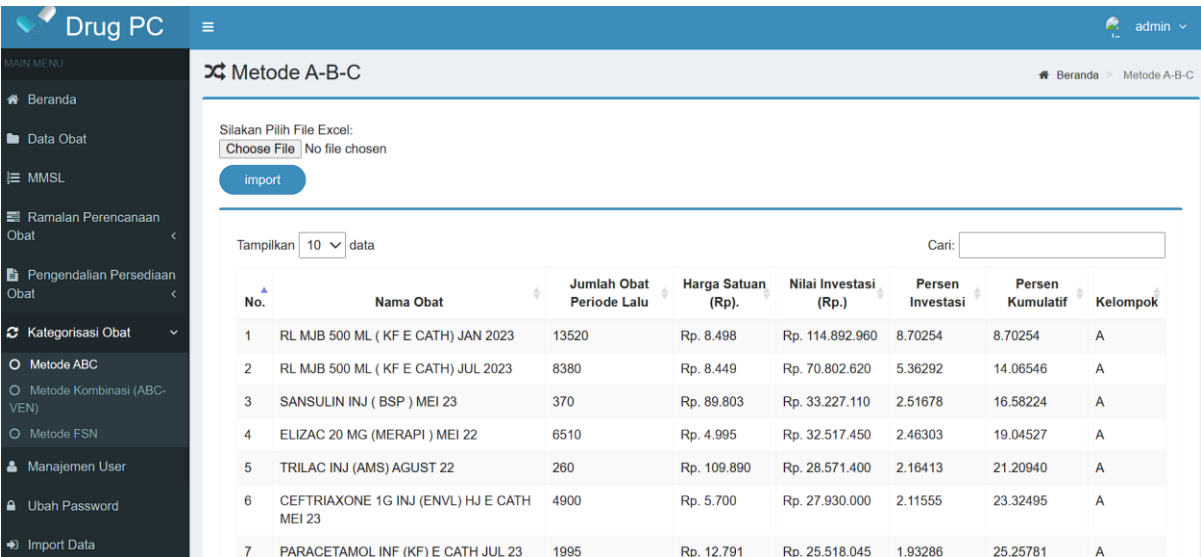 Drug PC
admin
MAIN MENU
Beranda
Data Obat
MMSL
Ramalan Perencanaan
Obat
Pengendalian Persediaan
Obat
Kategorisasi Obat
Metode ABC
Metode Kombinasi (ABC-
VEN)
Metode FSN
Manajemen User
Ubah Password
Import Data
Metode A-B-C
Beranda > Metode A-B-C
Silakan Pilih File Excel:
Choose File No file chosen
import
Tampilkan 10 data
Cari:
No. Nama Obat Jumlah Obat Periode Lalu Harga Satuan (Rp). Nilai Investasi (Rp.) Persen Investasi Persen Kumulatif Kelompok
1 RL MJB 500 ML ( KF E CATH) JAN 2023 13520 Rp. 8.498 Rp. 114.892.960 8.70254 8.70254 A
2 RL MJB 500 ML ( KF E CATH) JUL 2023 8380 Rp. 8.449 Rp. 70.802.620 5.36292 14.06546 A
3 SANSULIN INJ ( BSP ) MEI 23 370 Rp. 89.803 Rp. 33.227.110 2.51678 16.58224 A
4 ELIZAC 20 MG (MERAPI ) MEI 22 6510 Rp. 4.995 Rp. 32.517.450 2.46303 19.04527 A
5 TRILAC INJ (AMS) AGUST 22 260 Rp. 109.890 Rp. 28.571.400 2.16413 21.20940 A
6 CEFTRIAXONE 1G INJ (ENVL) HJ E CATH 4900 Rp. 5.700 Rp. 27.930.000 2.11555 23.32495 A
MEI 23
7 PARACETAMOL INF (KF) E CATH JUL 23 1995 Rp. 12.791 Rp. 25.518.045 1.93286 25.25781 A